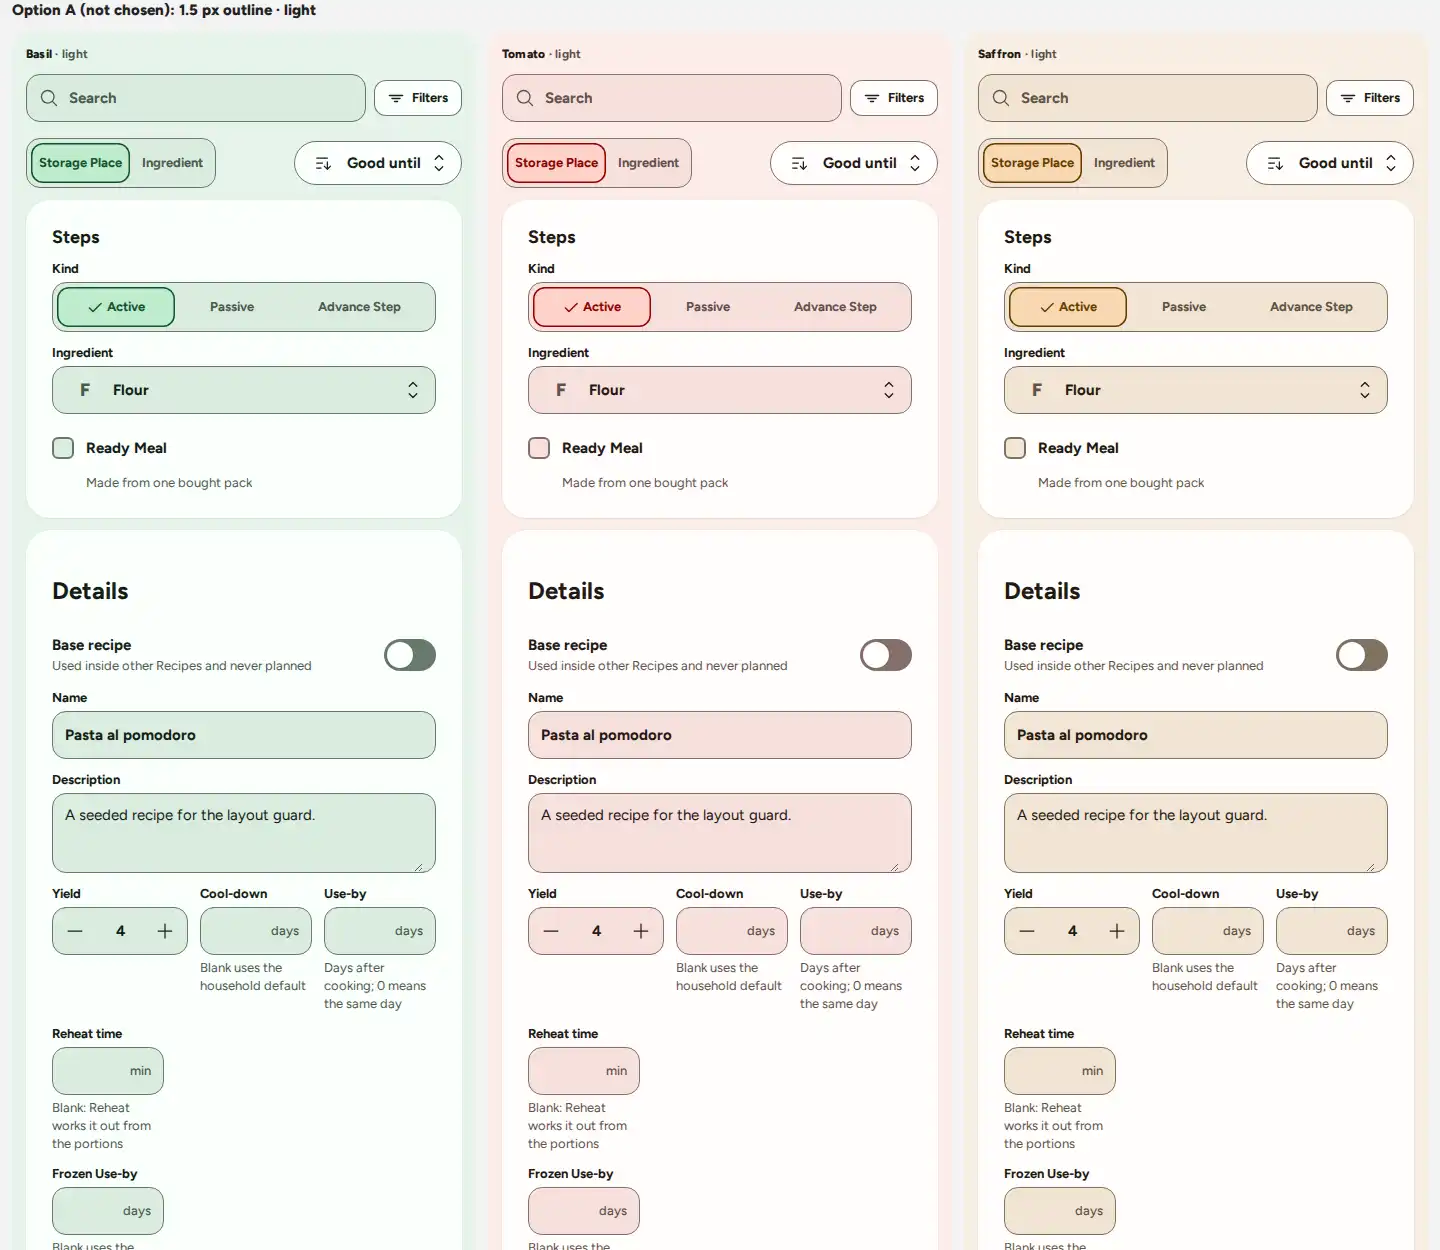 Option A (not chosen): 1.5 px outline · light
Basil · light
Search
Filters
Storage Place
Ingredient
Good until
Steps
Kind
Active
Passive
Advance Step
Ingredient
F
Flour
Ready Meal
Made from one bought pack
Details
Base recipe
Used inside other Recipes and never planned
Name
Pasta al pomodoro
Description
A seeded recipe for the layout guard.
Yield
Cool-down
Use-by
4
days
days
Blank uses the
household default
Days after
cooking; 0 means
the same day
Reheat time
min
Blank: Reheat
works it out from
the portions
Frozen Use-by
days
Blank uses the
Tomato · light
Search
Filters
Storage Place
Ingredient
Good until
Steps
Kind
Active
Passive
Advance Step
Ingredient
F
Flour
Ready Meal
Made from one bought pack
Details
Base recipe
Used inside other Recipes and never planned
Name
Pasta al pomodoro
Description
A seeded recipe for the layout guard.
Yield
Cool-down
Use-by
4
days
days
Blank uses the
household default
Days after
cooking; 0 means
the same day
Reheat time
min
Blank: Reheat
works it out from
the portions
Frozen Use-by
days
Blank uses the
Saffron · light
Search
Filters
Storage Place
Ingredient
Good until
Steps
Kind
Active
Passive
Advance Step
Ingredient
F
Flour
Ready Meal
Made from one bought pack
Details
Base recipe
Used inside other Recipes and never planned
Name
Pasta al pomodoro
Description
A seeded recipe for the layout guard.
Yield
Cool-down
Use-by
4
days
days
Blank uses the
household default
Days after
cooking; 0 means
the same day
Reheat time
min
Blank: Reheat
works it out from
the portions
Frozen Use-by
days
Blank uses the